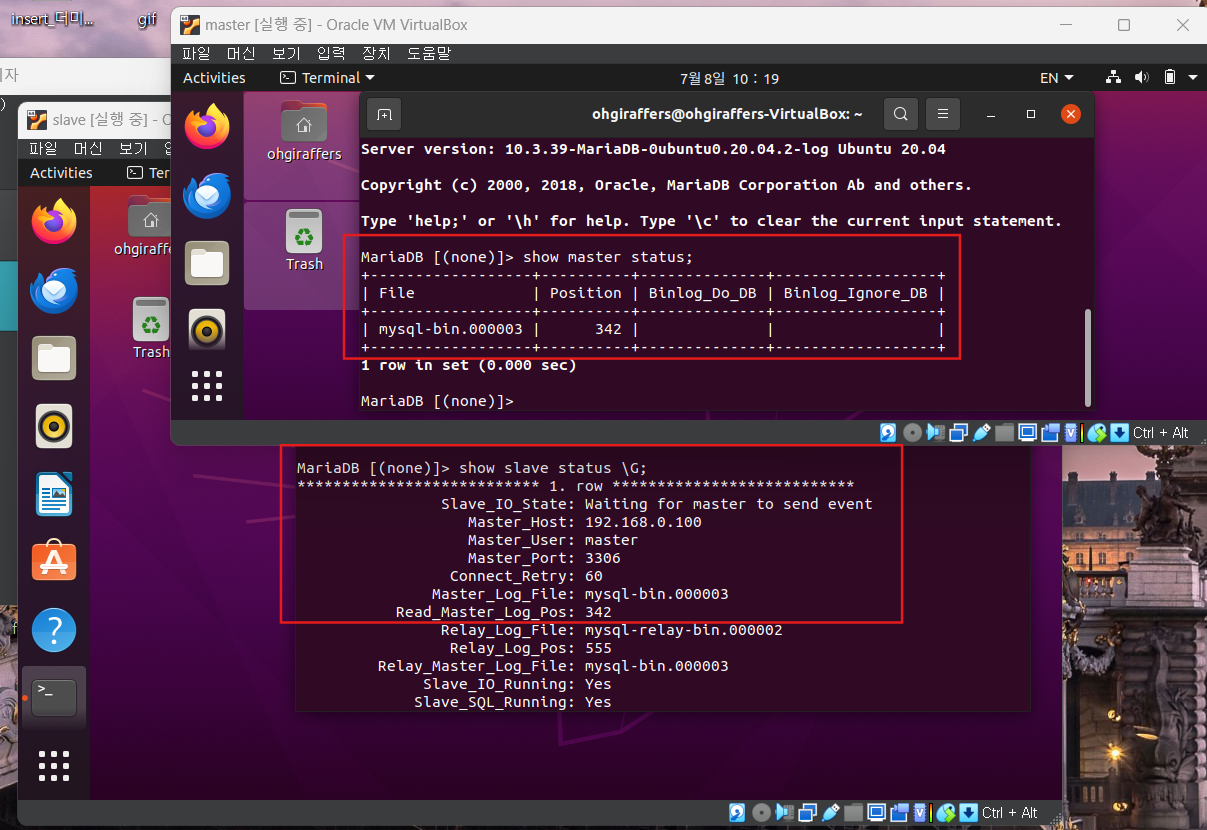 insert_더미...
gif
master [실행 중] - Oracle VM VirtualBox
파일 머신 보기 입력 장치 도움말
Activities
Terminal
7월 8일 10 : 19
EN
ohgiraffers
Trash
ohgiraffers@ohgiraffers-VirtualBox: ~
Server version: 10.3.39-MariaDB-0ubuntu0.20.04.2-log Ubuntu 20.04
Copyright (c) 2000, 2018, Oracle, MariaDB Corporation Ab and others.
Type 'help;' or '\h' for help. Type '\c' to clear the current input statement.
MariaDB [(none)]> show master status;
+------------------+----------+--------------+------------------+
| File             | Position | Binlog_Do_DB | Binlog_Ignore_DB |
+------------------+----------+--------------+------------------+
| mysql-bin.000003 |      342 |              |                  |
+------------------+----------+--------------+------------------+
1 row in set (0.000 sec)
MariaDB [(none)]>
Ctrl + Alt
slave [실행 중] - O
파일 머신 보기
Activities
Ter
ohgiraffe
Trash
MariaDB [(none)]> show slave status \G;
*************************** 1. row ***************************
Slave_IO_State: Waiting for master to send event
Master_Host: 192.168.0.100
Master_User: master
Master_Port: 3306
Connect_Retry: 60
Master_Log_File: mysql-bin.000003
Read_Master_Log_Pos: 342
Relay_Log_File: mysql-relay-bin.000002
Relay_Log_Pos: 555
Relay_Master_Log_File: mysql-bin.000003
Slave_IO_Running: Yes
Slave_SQL_Running: Yes
Ctrl + Alt